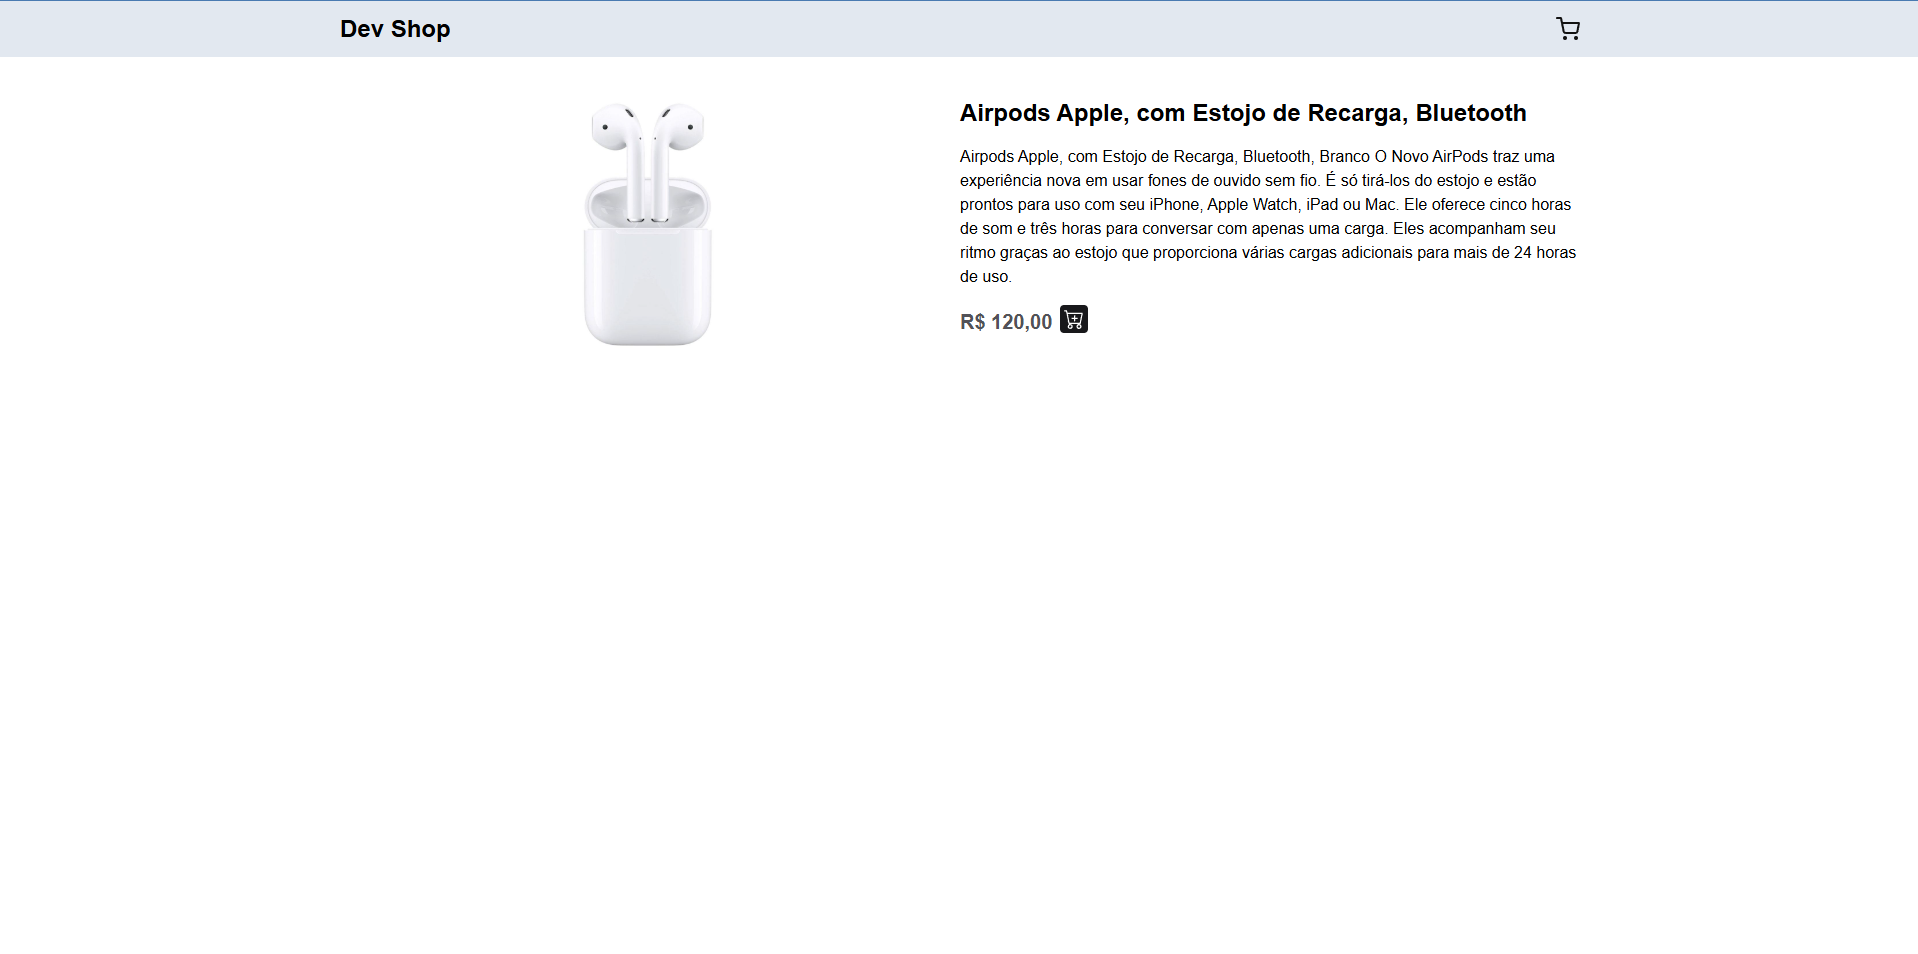 Dev Shop
Airpods Apple, com Estojo de Recarga, Bluetooth
Airpods Apple, com Estojo de Recarga, Bluetooth, Branco O Novo AirPods traz uma
experiência nova em usar fones de ouvido sem fio. É só tirá-los do estojo e estão
prontos para uso com seu iPhone, Apple Watch, iPad ou Mac. Ele oferece cinco horas
de som e três horas para conversar com apenas uma carga. Eles acompanham seu
ritmo graças ao estojo que proporciona várias cargas adicionais para mais de 24 horas
de uso.
R$ 120,00